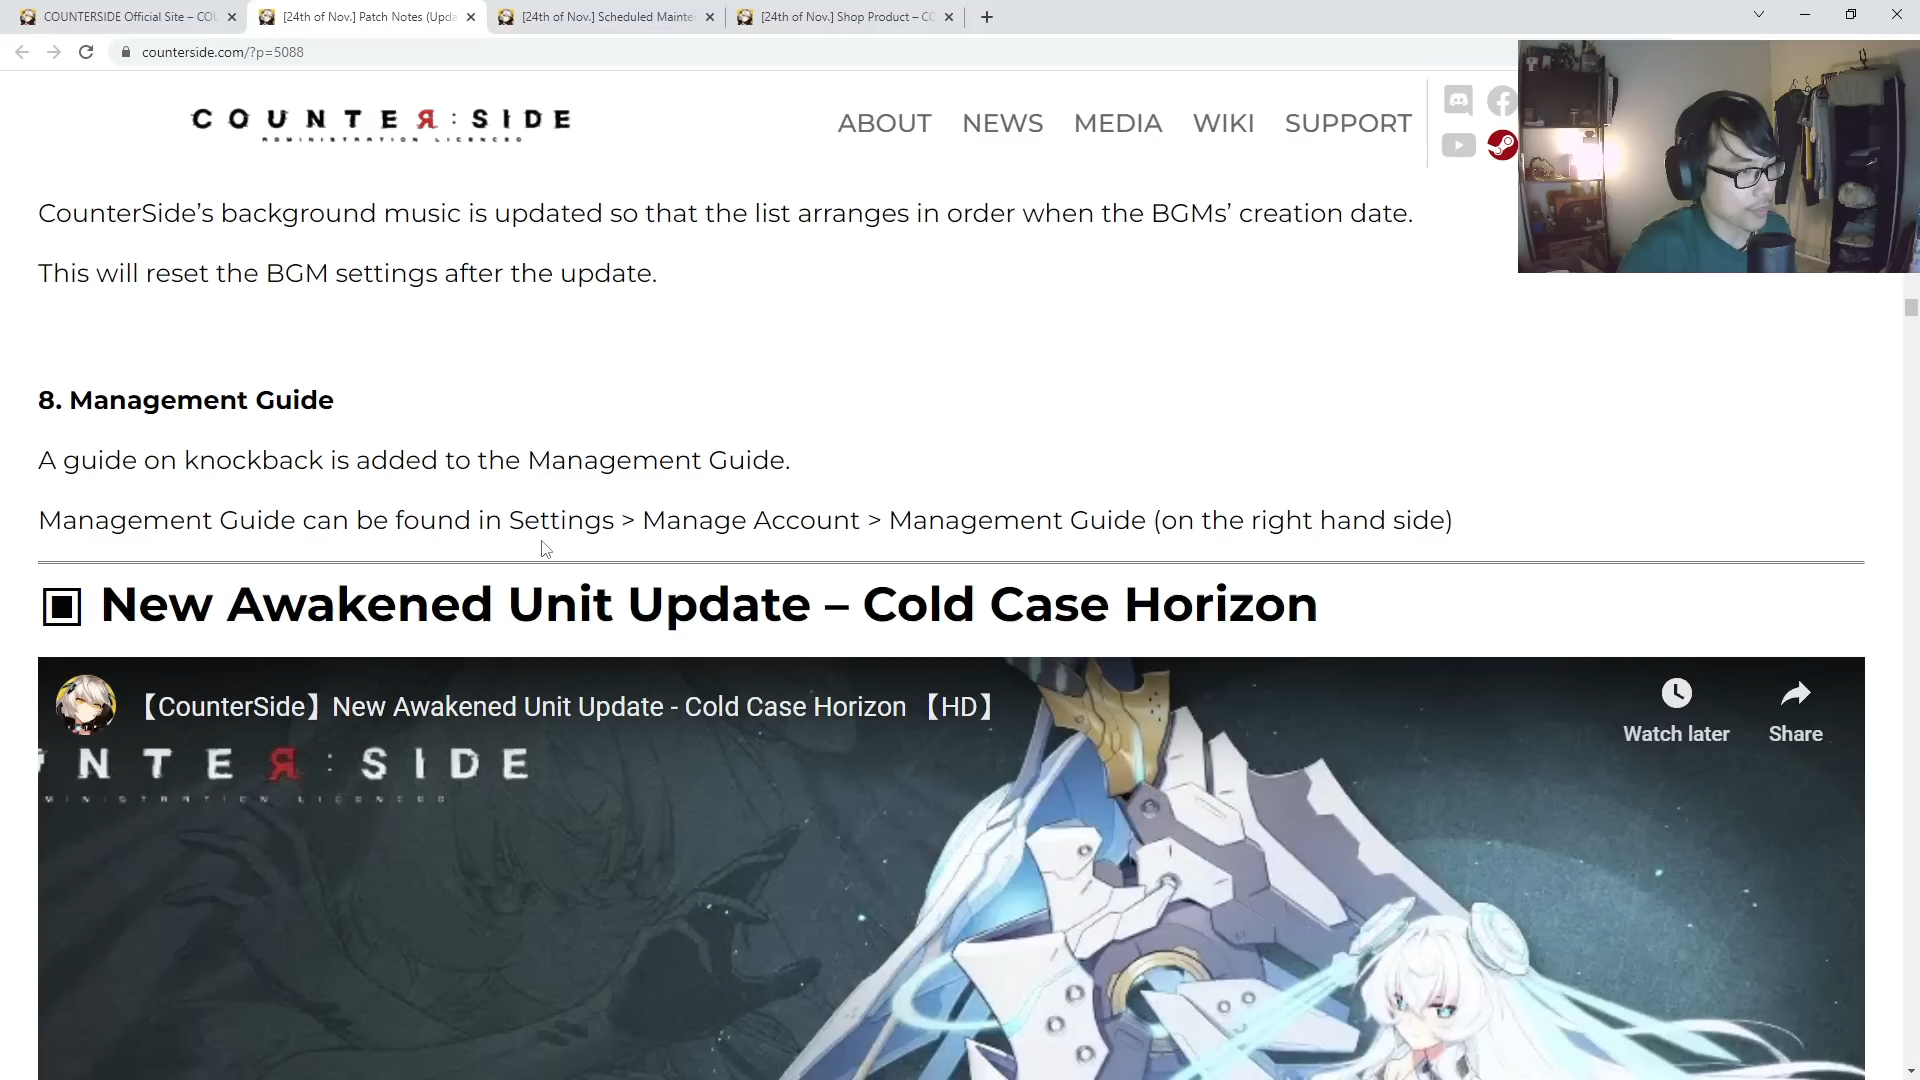 COUNTERSIDE Official Site – COU
[24th of Nov.] Patch Notes (Upda
[24th of Nov.] Scheduled Mainte
[24th of Nov.] Shop Product – CC
counterside.com/?p=5088
COUNTEЯ:SIDE
ADMINISTRATION LICENCED
ABOUT NEWS MEDIA WIKI SUPPORT
CounterSide’s background music is updated so that the list arranges in order when the BGMs’ creation date.
This will reset the BGM settings after the update.
8. Management Guide
A guide on knockback is added to the Management Guide.
Management Guide can be found in Settings > Manage Account > Management Guide (on the right hand side)
▣ New Awakened Unit Update – Cold Case Horizon
【CounterSide】New Awakened Unit Update - Cold Case Horizon 【HD】
Watch later
Share
NTEЯ:SIDE
MINISTRATION LICENCED